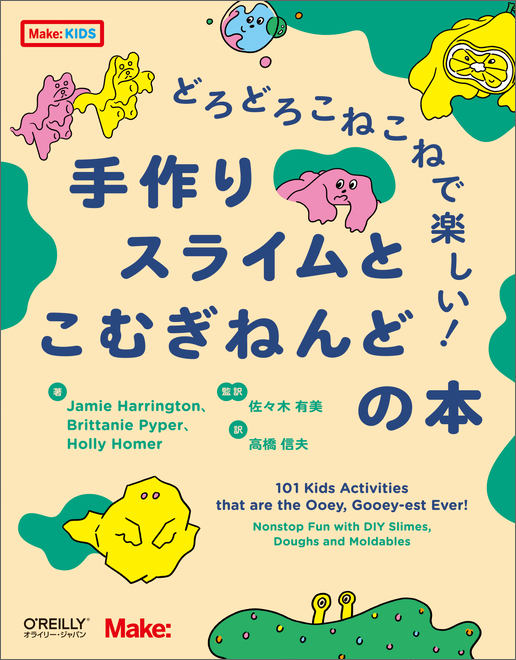 Make: KIDS
どろどろこねこねで楽しい!
手作り
スライムと
こむぎねんど
の本
著
Jamie Harrington、
Brittanie Pyper、
Holly Homer
監訳
佐々木 有美
訳
高橋 信夫
101 Kids Activities
that are the Ooey, Gooey-est Ever!
Nonstop Fun with DIY Slimes,
Doughs and Moldables
O'REILLY®
オライリー・ジャパン
Make: